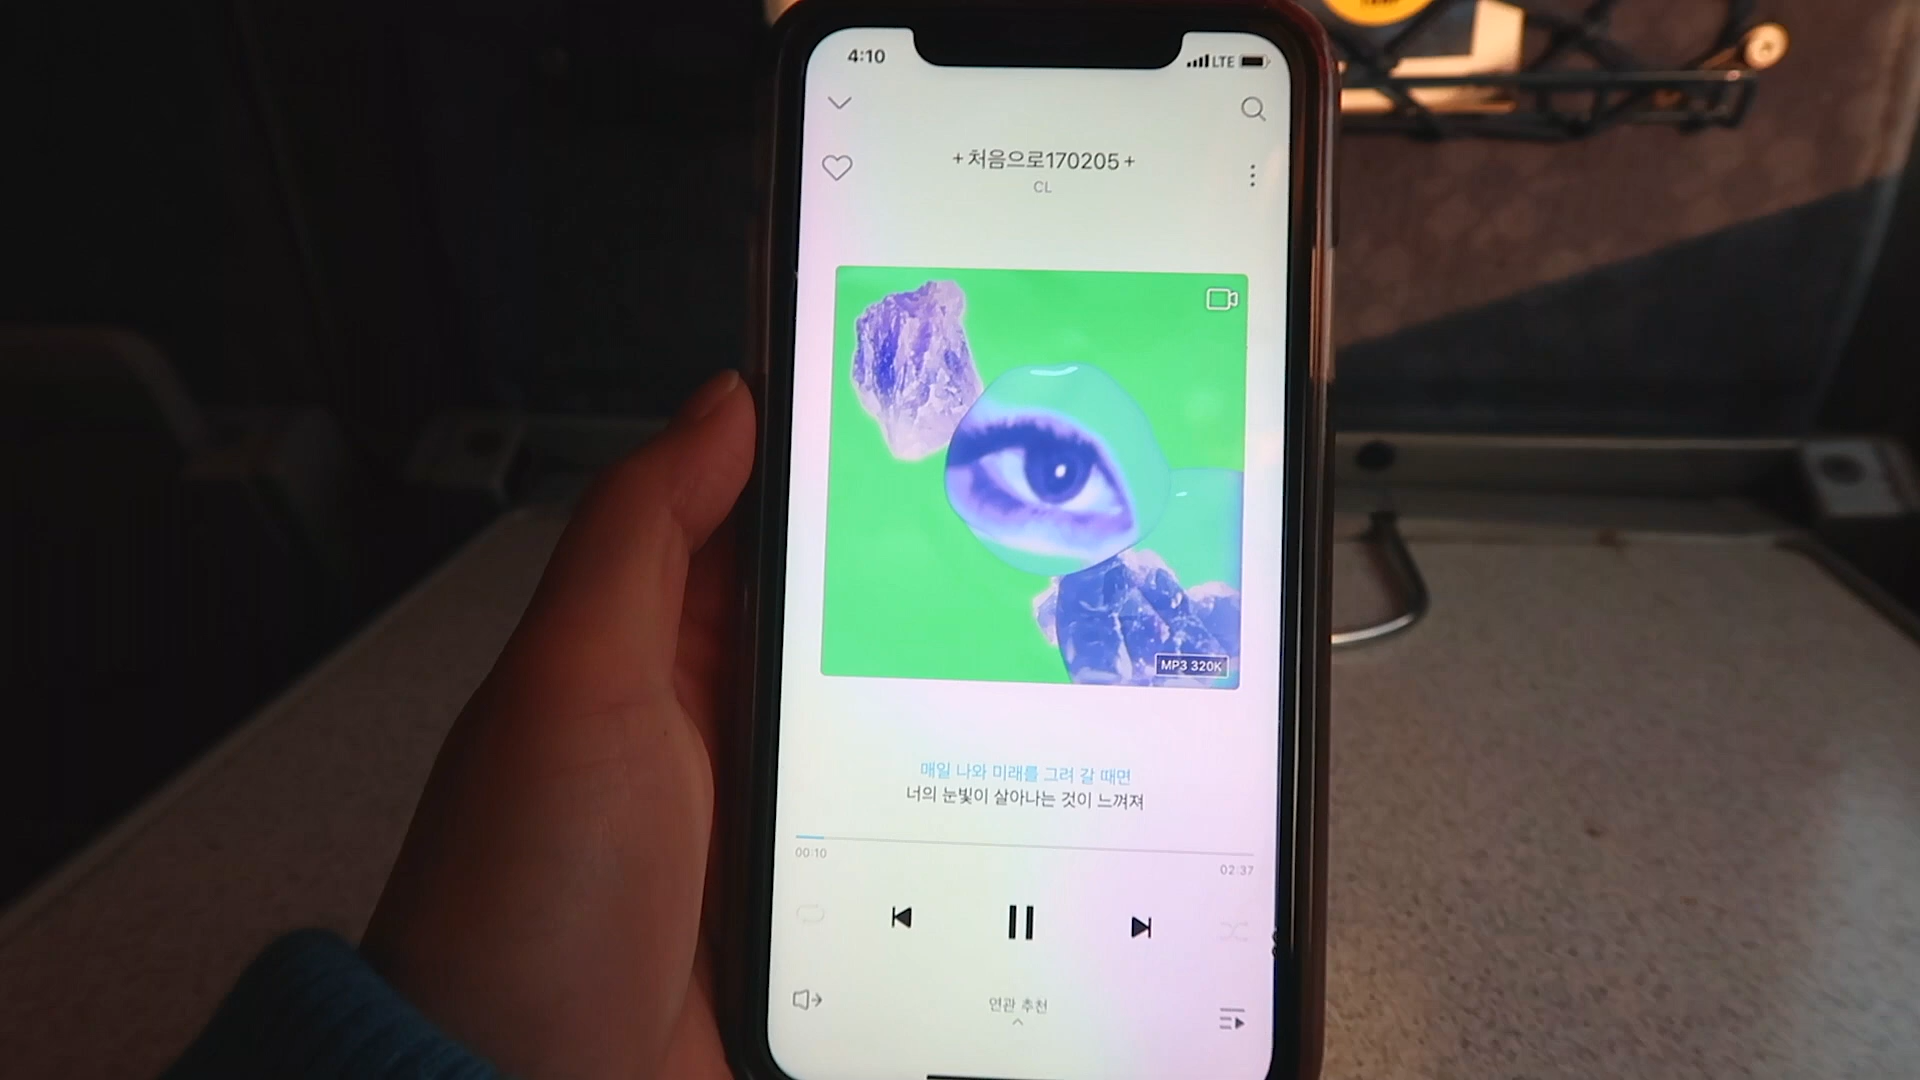 4:10
LTE
+처음으로170205+
CL
MP3 320K
매일 나와 미래를 그려 갈 때면
너의 눈빛이 살아나는 것이 느껴져
00:10
02:37
연관 추천